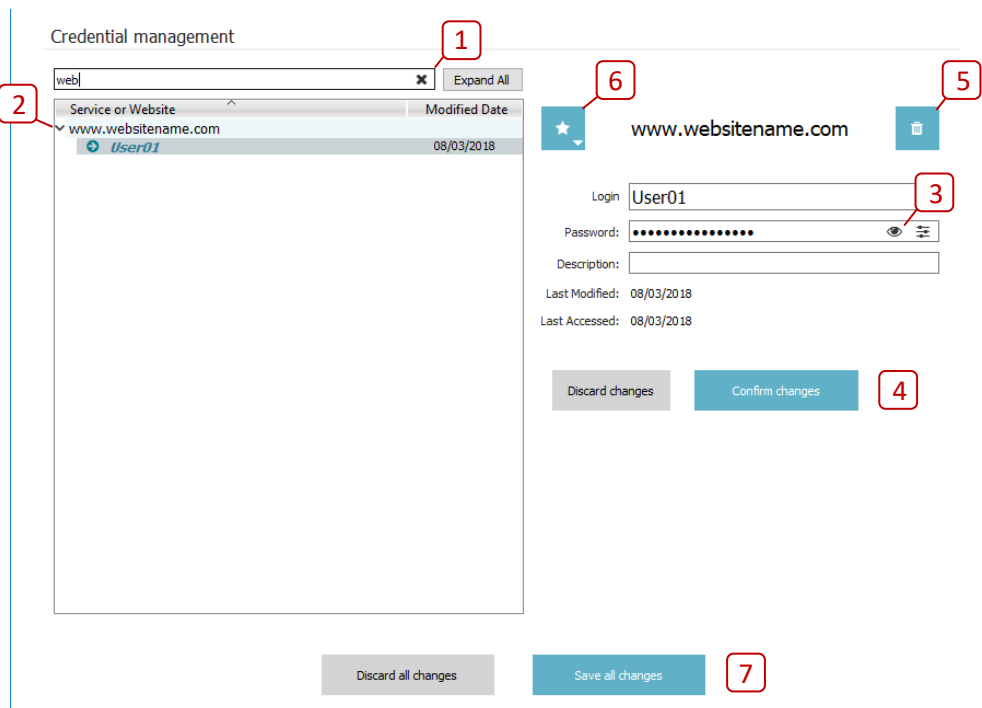 Credential management
1
web
Expand All
6
5
2
Service or Website
Modified Date
www.websitename.com
User01
08/03/2018
www.websitename.com
Login
User01
3
Password:
••••••••••••••••
Description:
Last Modified:
08/03/2018
Last Accessed:
08/03/2018
Discard changes
Confirm changes
4
Discard all changes
Save all changes
7